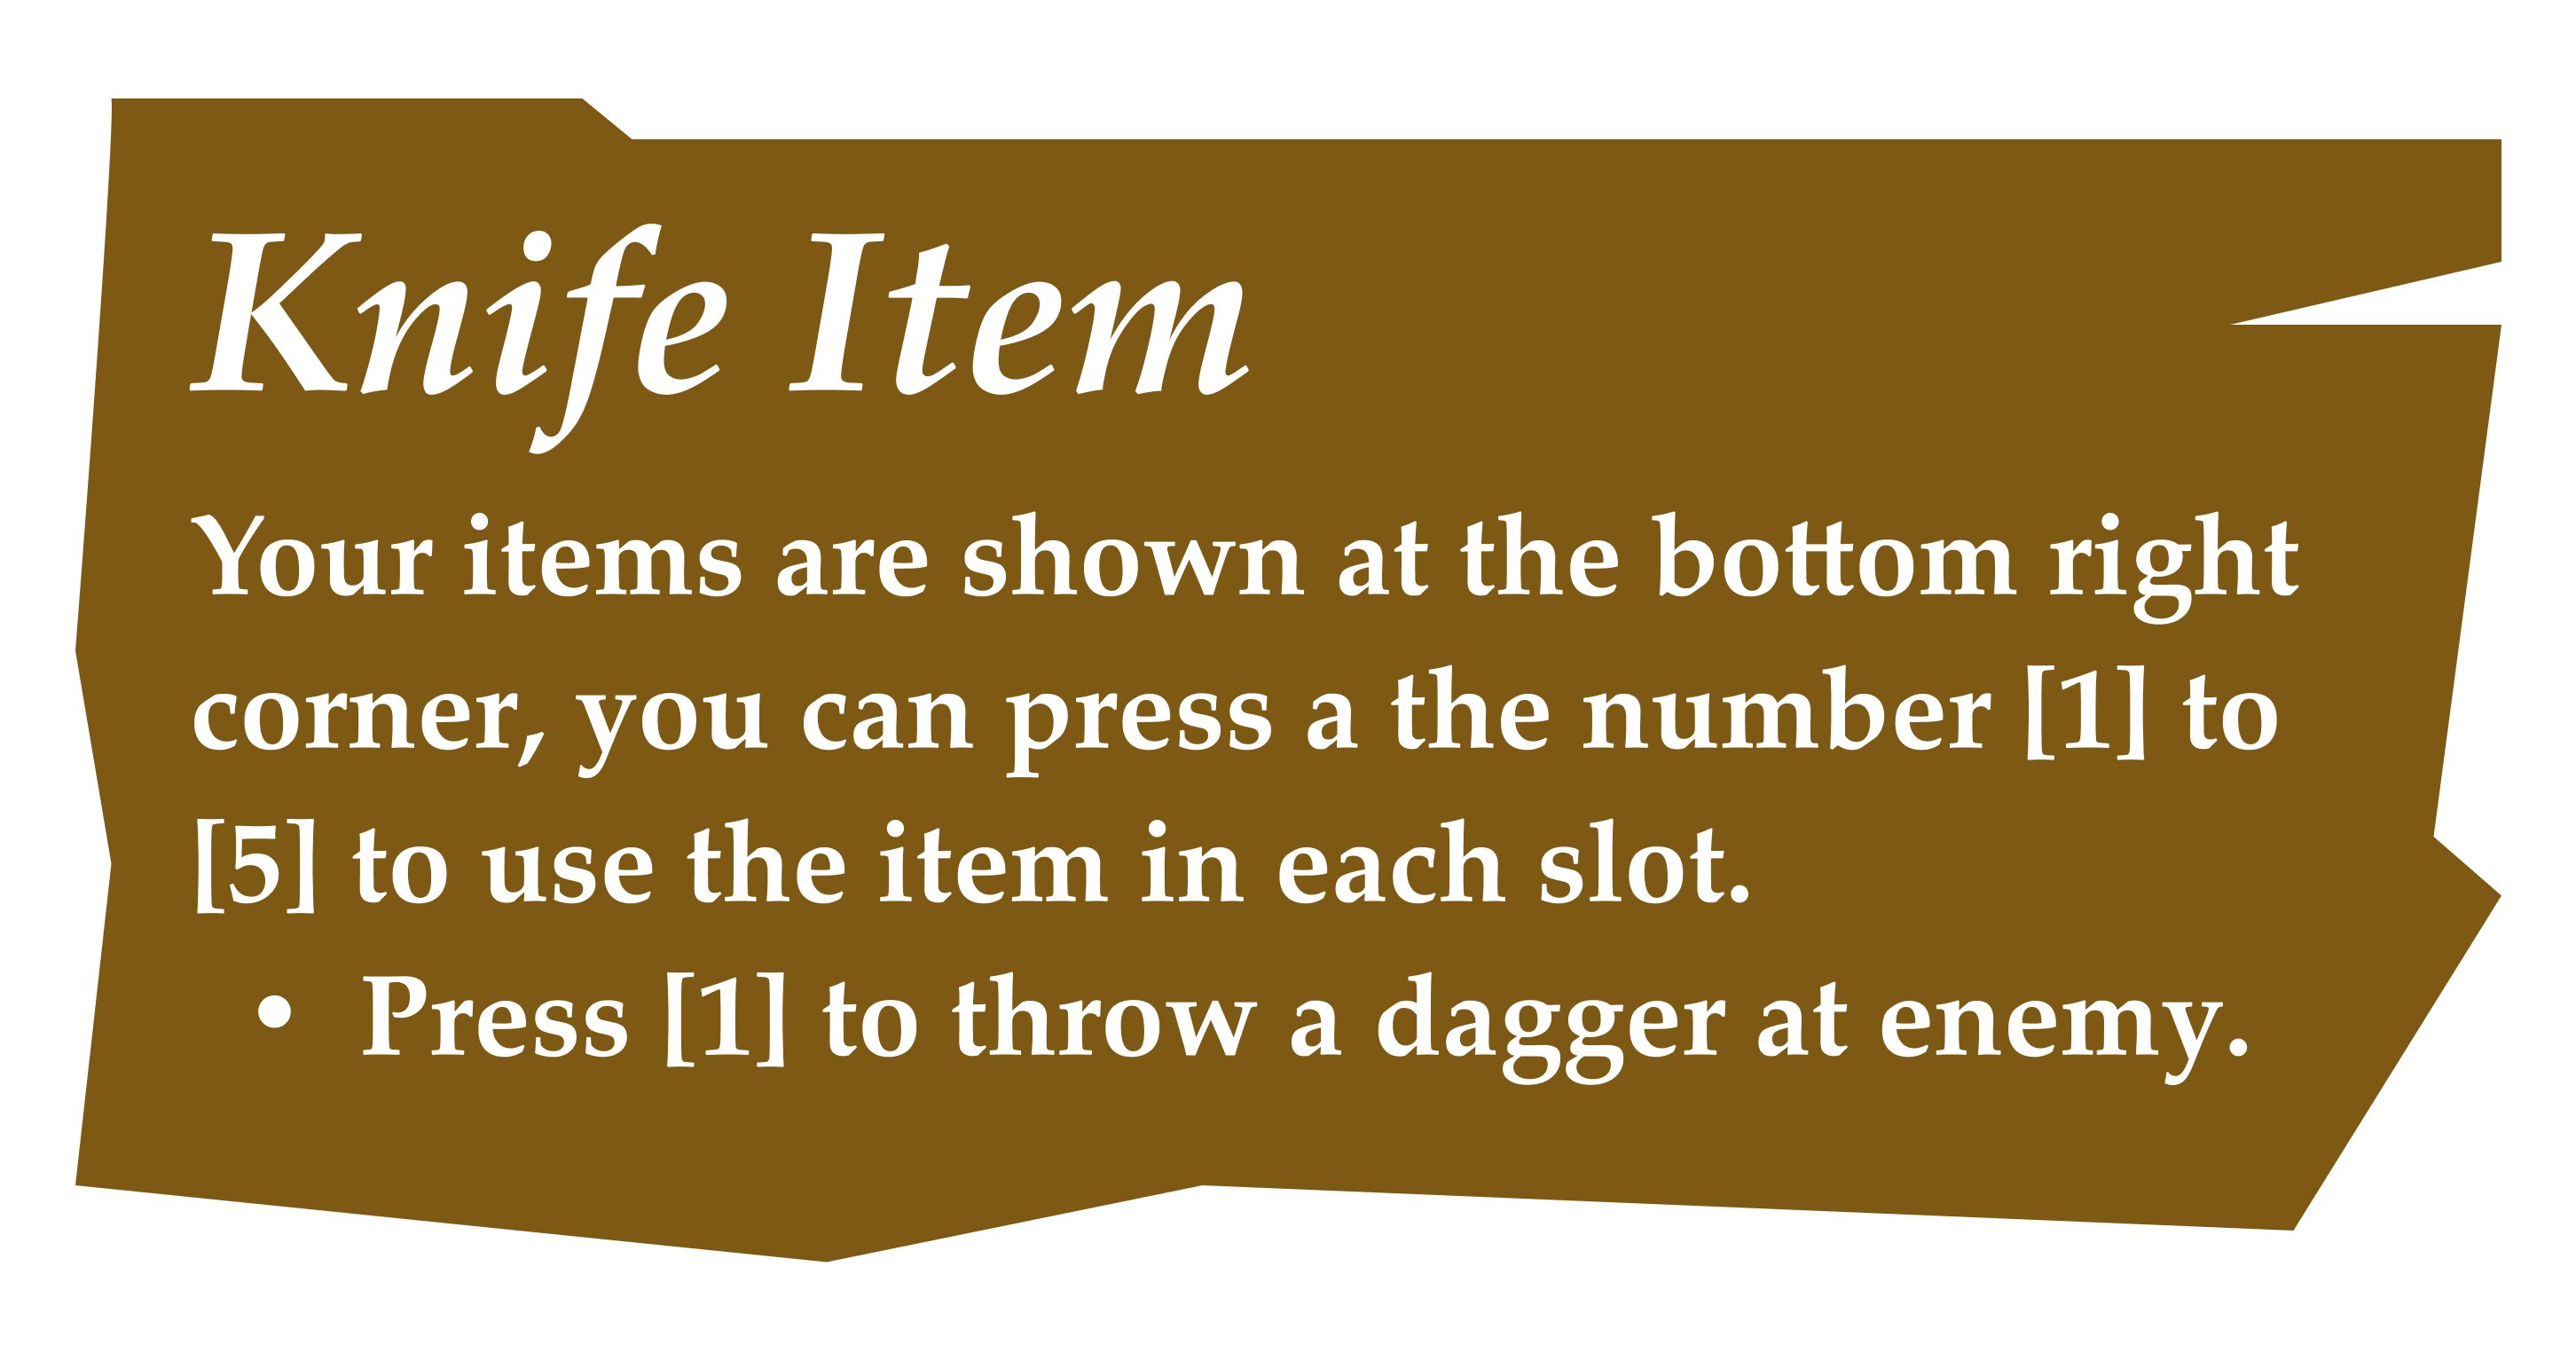 Knife Item
Your items are shown at the bottom right
corner, you can press a the number [1] to
[5] to use the item in each slot.
• Press [1] to throw a dagger at enemy.